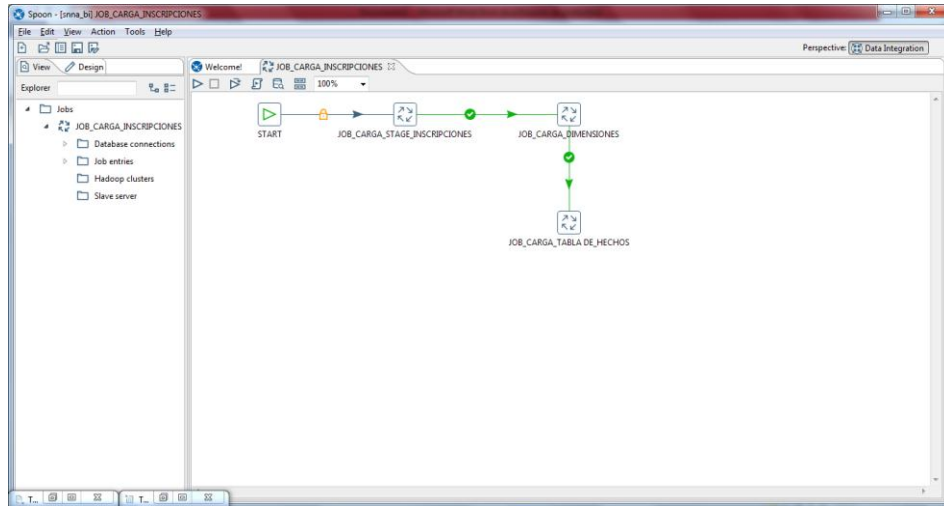 Spoon - [snna_bi] JOB_CARGA_INSCRIPCIONES
File Edit View Action Tools Help
Perspective: Data Integration
View Design
Welcome! JOB_CARGA_INSCRIPCIONES
Explorer
100%
Jobs
JOB_CARGA_INSCRIPCIONES
Database connections
Job entries
Hadoop clusters
Slave server
START
JOB_CARGA_STAGE_INSCRIPCIONES
JOB_CARGA_DIMENSIONES
JOB_CARGA_TABLA DE_HECHOS
T... T...